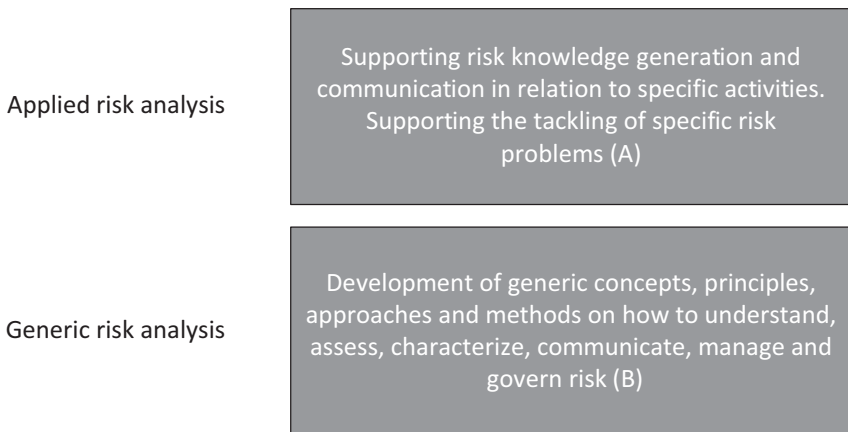 Applied risk analysis
Supporting risk knowledge generation and
communication in relation to specific activities.
Supporting the tackling of specific risk
problems (A)
Generic risk analysis
Development of generic concepts, principles,
approaches and methods on how to understand,
assess, characterize, communicate, manage and
govern risk (B)